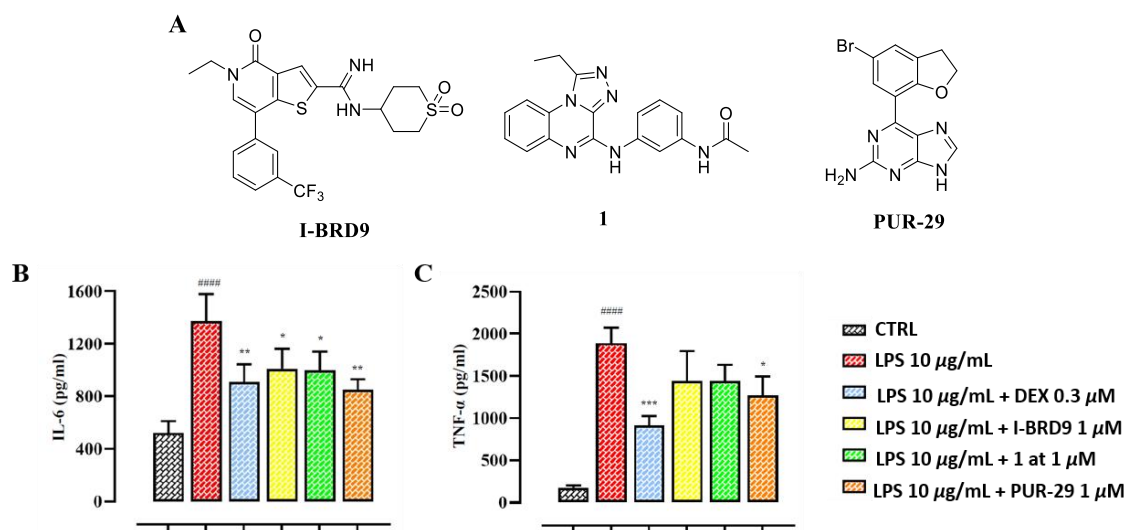 A
O
N
S
NH
HN
S
O
O
CF₃
I-BRD9
N
N
N
N
N
H
N
H
O
1
Br
O
N
N
N
N
H
H₂N
PUR-29
B
IL-6 (pg/ml)
1600
1200
800
400
0
####
**
*
*
**
C
TNF-α (pg/ml)
2500
2000
1500
1000
500
0
####
***
*
CTRL
LPS 10 μg/mL
LPS 10 μg/mL + DEX 0.3 μM
LPS 10 μg/mL + I-BRD9 1 μM
LPS 10 μg/mL + 1 at 1 μM
LPS 10 μg/mL + PUR-29 1 μM